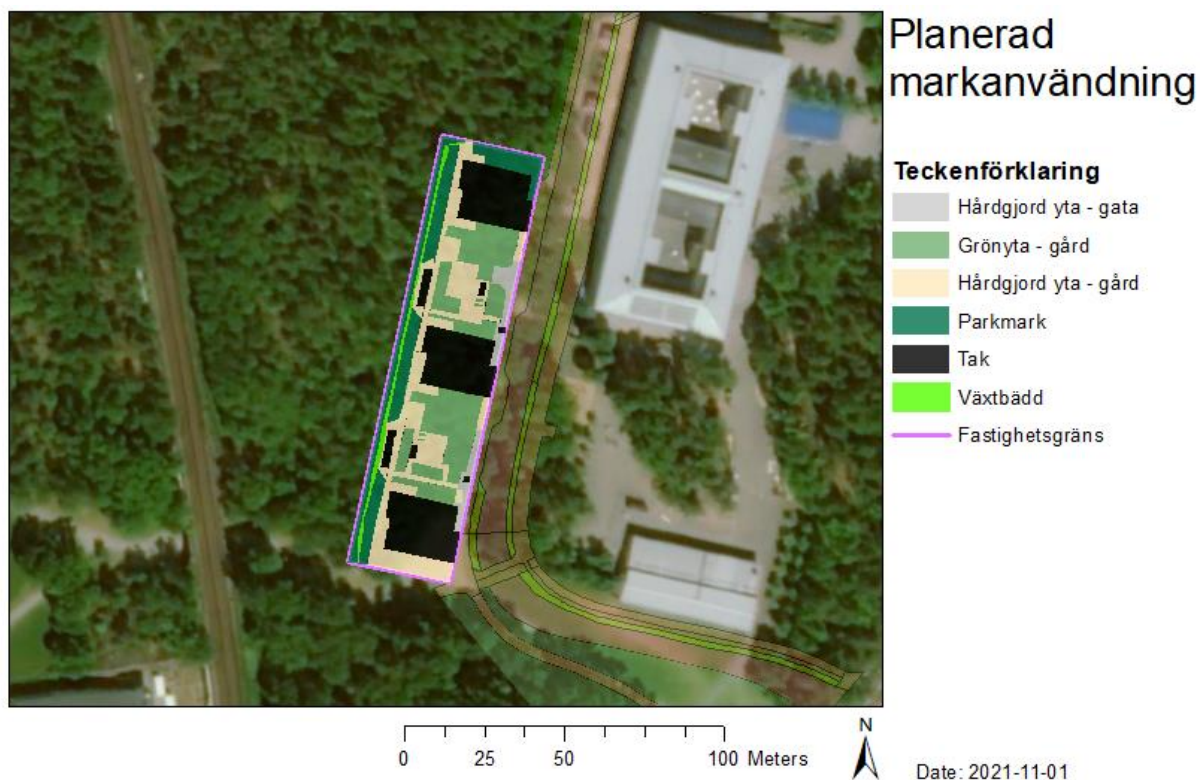 Planerad
markanvändning
Teckenförklaring
Hårdgjord yta - gata
Grönyta - gård
Hårdgjord yta - gård
Parkmark
Tak
Växtbädd
Fastighetsgräns
0 25 50 100 Meters
N
Date: 2021-11-01